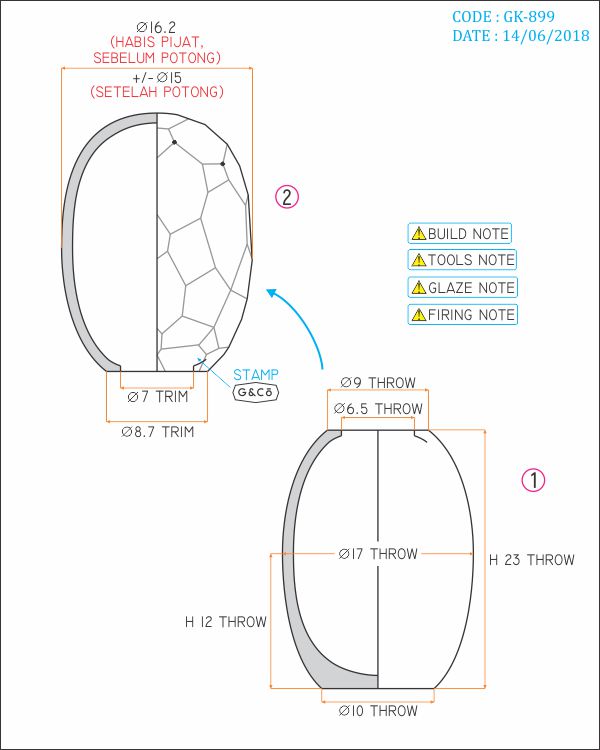 CODE : GK-899
DATE : 14/06/2018
Ø16.2
(HABIS PIJAT,
SEBELUM POTONG)
+/-Ø15
(SETELAH POTONG)
2
BUILD NOTE
TOOLS NOTE
GLAZE NOTE
FIRING NOTE
STAMP
G&Cō
Ø7 TRIM
Ø8.7 TRIM
Ø9 THROW
Ø6.5 THROW
1
Ø17 THROW
H 23 THROW
H 12 THROW
Ø10 THROW